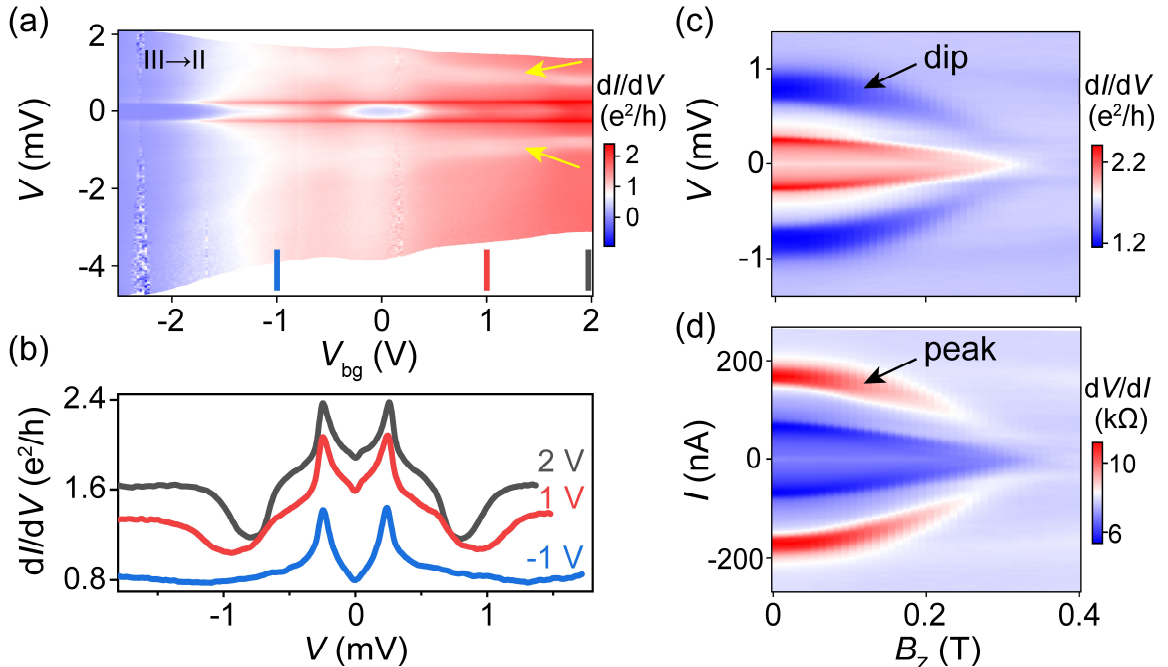 (a)
2
0
-2
-4
V (mV)
III→II
-2
-1
0
1
2
V_bg (V)
dI/dV
(e²/h)
2
1
0
(b)
2.4
1.6
0.8
dI/dV (e²/h)
2 V
1 V
-1 V
-1
0
1
V (mV)
(c)
1
0
-1
V (mV)
dip
dI/dV
(e²/h)
2.2
1.2
(d)
200
0
-200
I (nA)
peak
dV/dI
(kΩ)
10
6
0
0.2
0.4
B_z (T)